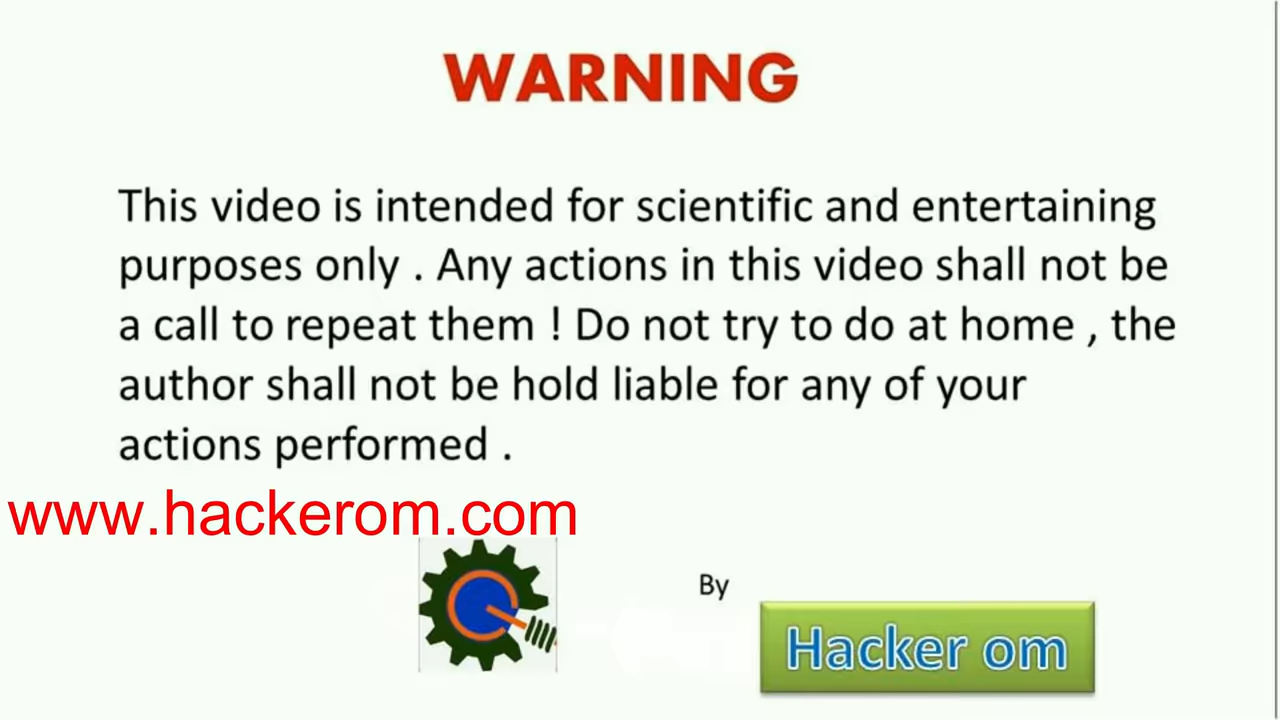 WARNING
This video is intended for scientific and entertaining
purposes only . Any actions in this video shall not be
a call to repeat them ! Do not try to do at home , the
author shall not be hold liable for any of your
actions performed .
www.hackerom.com
By
Hacker om